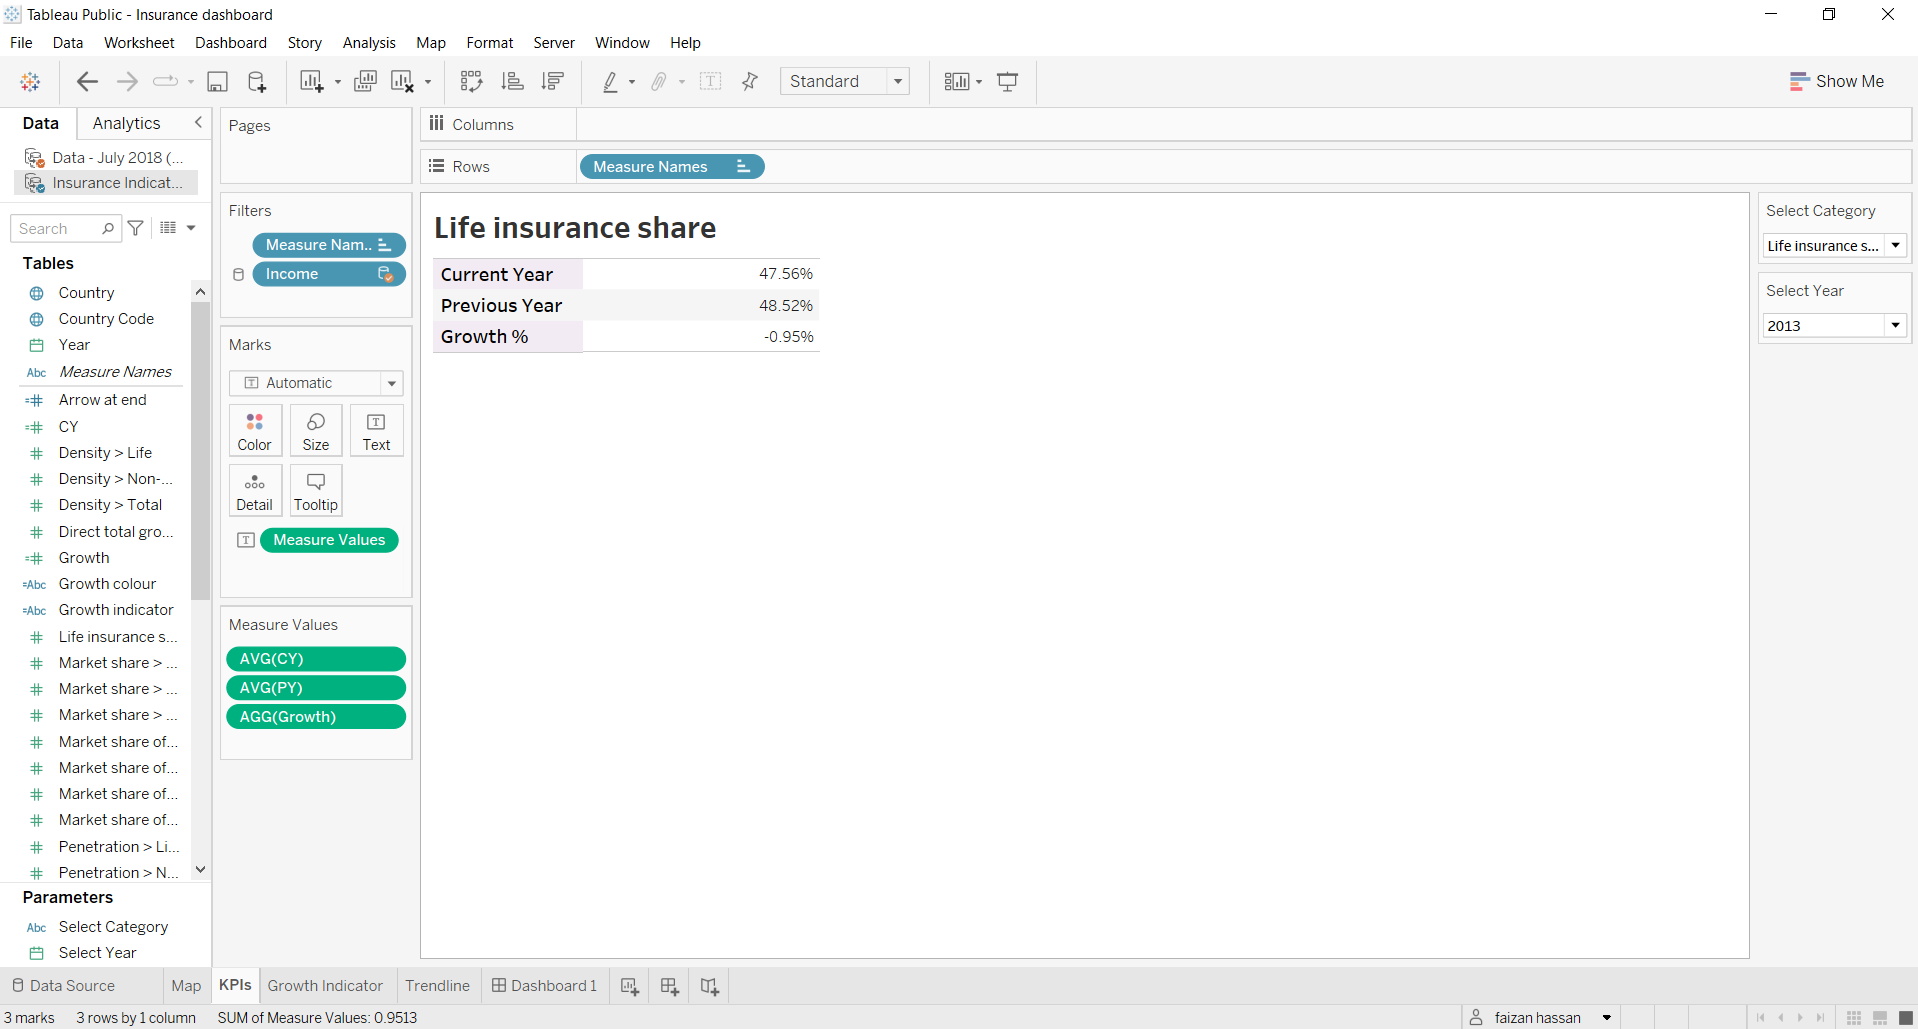 Tableau Public - Insurance dashboard
File Data Worksheet Dashboard Story Analysis Map Format Server Window Help
Standard
Show Me
Data Analytics
Data - July 2018 (...
Insurance Indicat...
Search
Tables
Country
Country Code
Year
Abc Measure Names
Arrow at end
CY
Density > Life
Density > Non-...
Density > Total
Direct total gro...
Growth
=Abc Growth colour
=Abc Growth indicator
Life insurance s...
Market share > ...
Market share > ...
Market share > ...
Market share of...
Market share of...
Market share of...
Market share of...
Penetration > Li...
Penetration > N...
Parameters
Abc Select Category
Select Year
Pages
Filters
Measure Nam..
Income
Marks
T Automatic
Color Size Text
Detail Tooltip
T Measure Values
Measure Values
AVG(CY)
AVG(PY)
AGG(Growth)
Columns
Rows Measure Names
Life insurance share
Current Year 47.56%
Previous Year 48.52%
Growth % -0.95%
Select Category
Life insurance s...
Select Year
2013
Data Source Map KPIs Growth Indicator Trendline Dashboard 1
3 marks 3 rows by 1 column SUM of Measure Values: 0.9513 faizan hassan